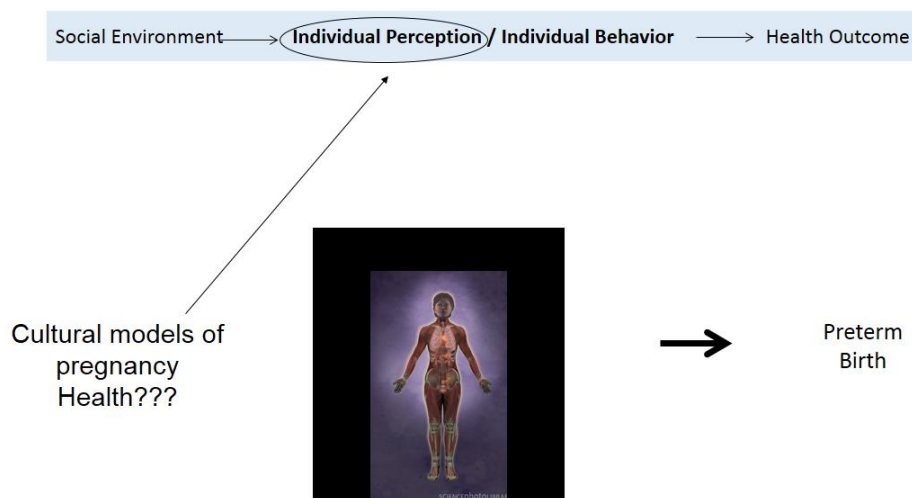 Social Environment Individual Perception / Individual Behavior Health Outcome
Cultural models of
pregnancy
Health???
Preterm
Birth